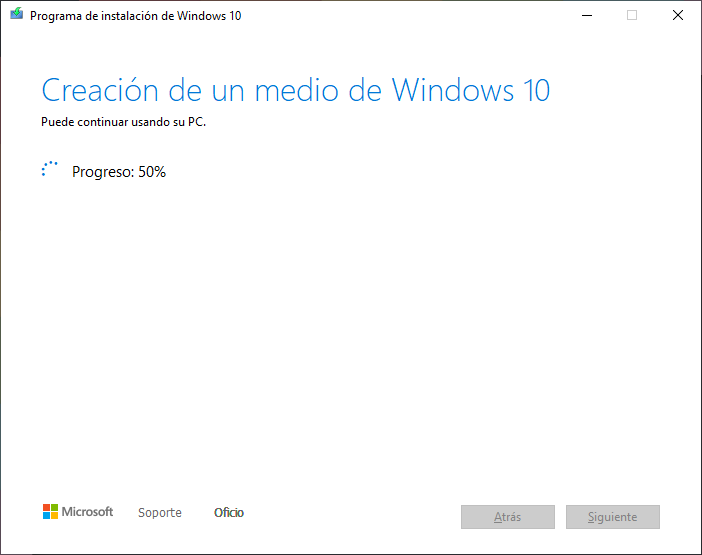 Programa de instalación de Windows 10
Creación de un medio de Windows 10
Puede continuar usando su PC.
Progreso: 50%
Microsoft Soporte Oficio Atrás Siguiente